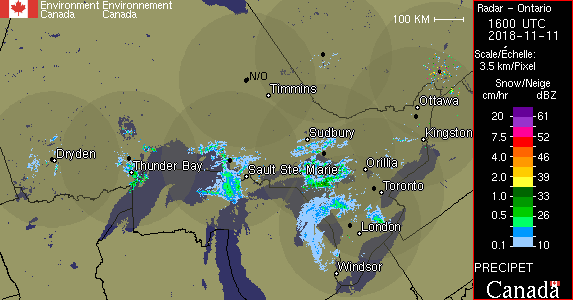 Environment Environnement
Canada Canada
100 KM
N/O
Timmins
Ottawa
Sudbury
Kingston
Dryden
Thunder Bay
Sault Ste. Marie
Orillia
Toronto
London
Windsor
Radar - Ontario
1600 UTC
2018-11-11
Scale/Échelle:
3.5 km/Pixel
Snow/Neige
cm/hr dBZ
20 61
7.5 52
4.0 46
2.0 39
1.0 33
0.5 26
0.1 10
PRECIPET
Canada